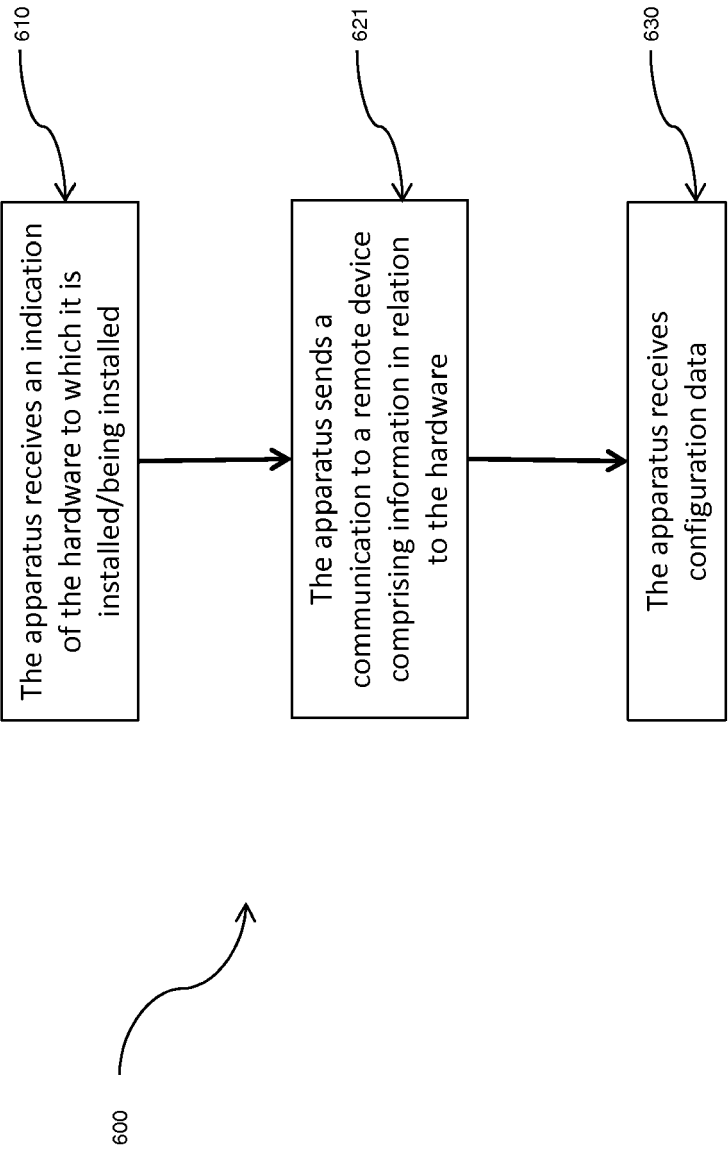 600
The apparatus receives an indication
of the hardware to which it is
installed/being installed
610
The apparatus sends a
communication to a remote device
comprising information in relation
to the hardware
621
The apparatus receives
configuration data
630